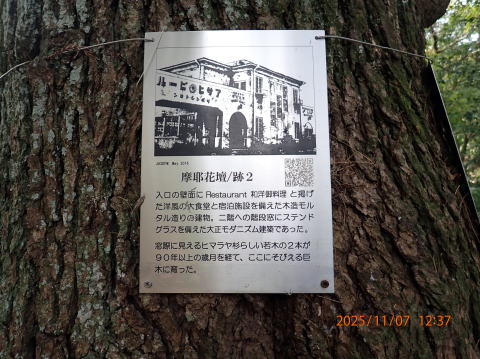 アサヒビール
JAOSTW May 2016
摩耶花壇/跡2
入口の壁面に Restaurant 和洋御料理 と掲げ
た洋風の大食堂と宿泊施設を備えた木造モル
タル造りの建物。二階への階段窓にステンド
グラスを備えた大正モダニズム建築であった。
窓際に見えるヒマラヤ杉らしい若木の2本が
90年以上の歳月を経て、ここにそびえる巨
木に育った。
2025/11/07 12:37